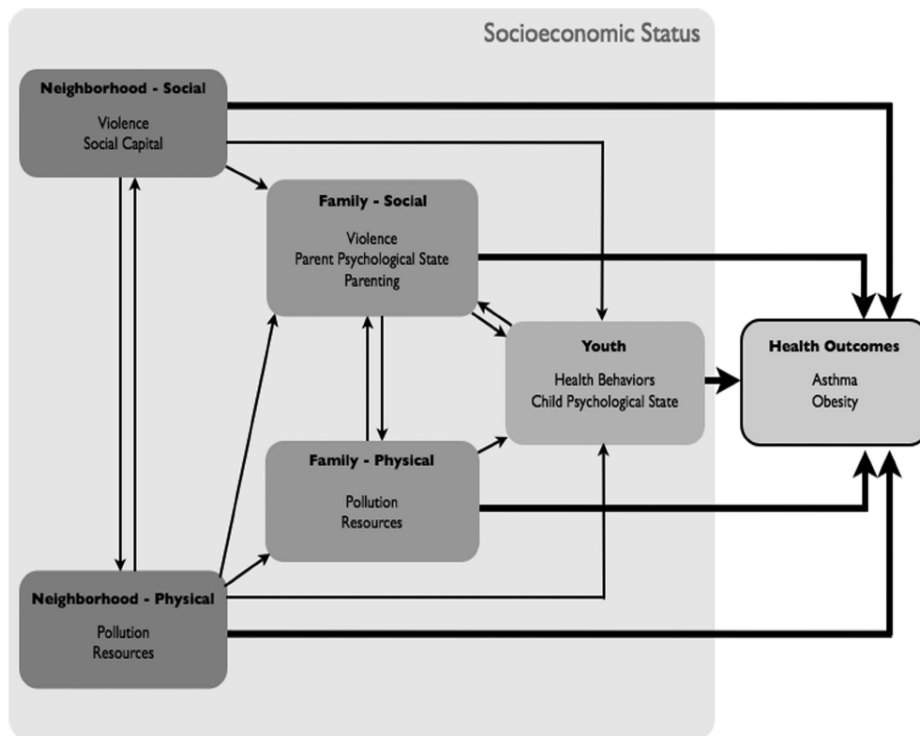 Socioeconomic Status
Neighborhood - Social
Violence
Social Capital
Family - Social
Violence
Parent Psychological State
Parenting
Youth
Health Behaviors
Child Psychological State
Health Outcomes
Asthma
Obesity
Family - Physical
Pollution
Resources
Neighborhood - Physical
Pollution
Resources